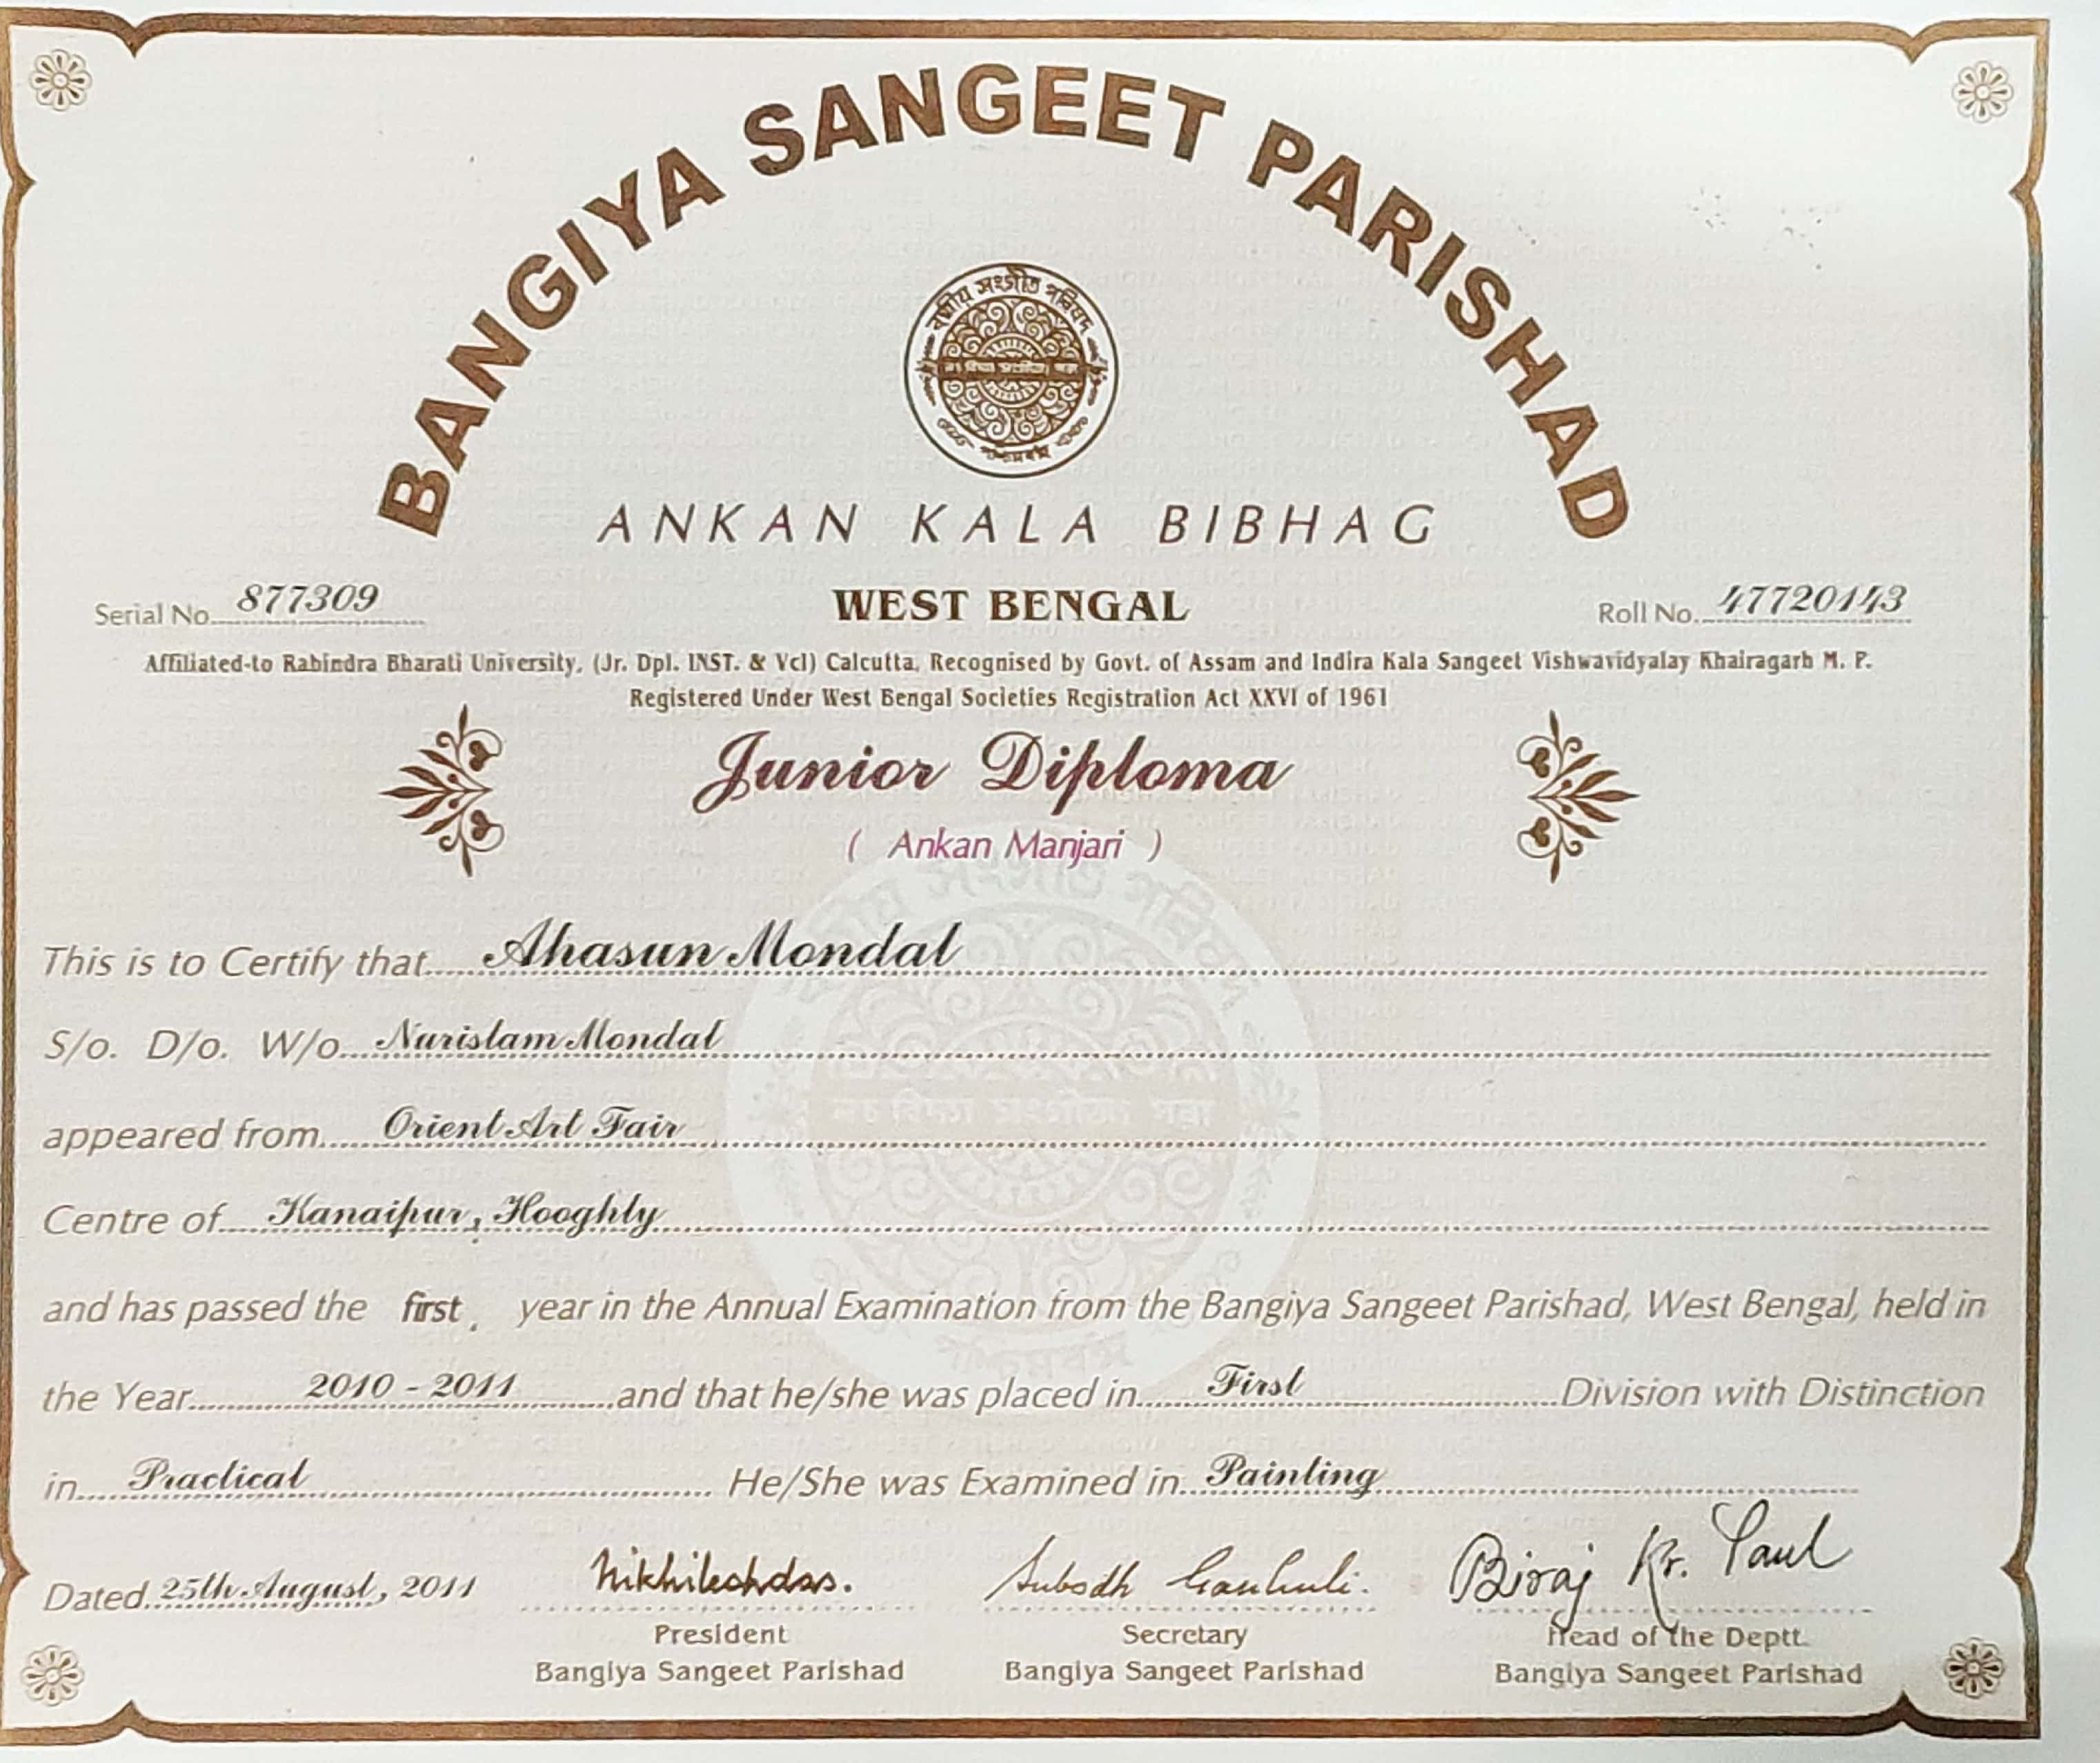 BANGIYA SANGEET PARISHAD
বঙ্গীয় সংগীত পরিষদ
পশ্চিমবঙ্গ
ANKAN KALA BIBHAG
Serial No. 877309
WEST BENGAL
Roll No. 47720143
Affiliated-to Rabindra Bharati University, (Jr. Dpl. INST. & Vcl) Calcutta, Recognised by Govt. of Assam and Indira Kala Sangeet Vishwavidyalay Khairagarh M. P.
Registered Under West Bengal Societies Registration Act XXVI of 1961
Junior Diploma
( Ankan Manjari )
This is to Certify that Ahasun Mondal
S/o. D/o. W/o. Nurislam Mondal
appeared from Orient Art Fair
Centre of Kanaipur, Hooghly
and has passed the first, year in the Annual Examination from the Bangiya Sangeet Parishad, West Bengal, held in
the Year 2010 - 2011 and that he/she was placed in First Division with Distinction
in Practical He/She was Examined in Painting
Dated 25th August, 2011
Nikhilesh das.
Subodh Ganguli.
Biraj Kr. Paul
President
Secretary
Head of the Deptt.
Bangiya Sangeet Parishad
Bangiya Sangeet Parishad
Bangiya Sangeet Parishad